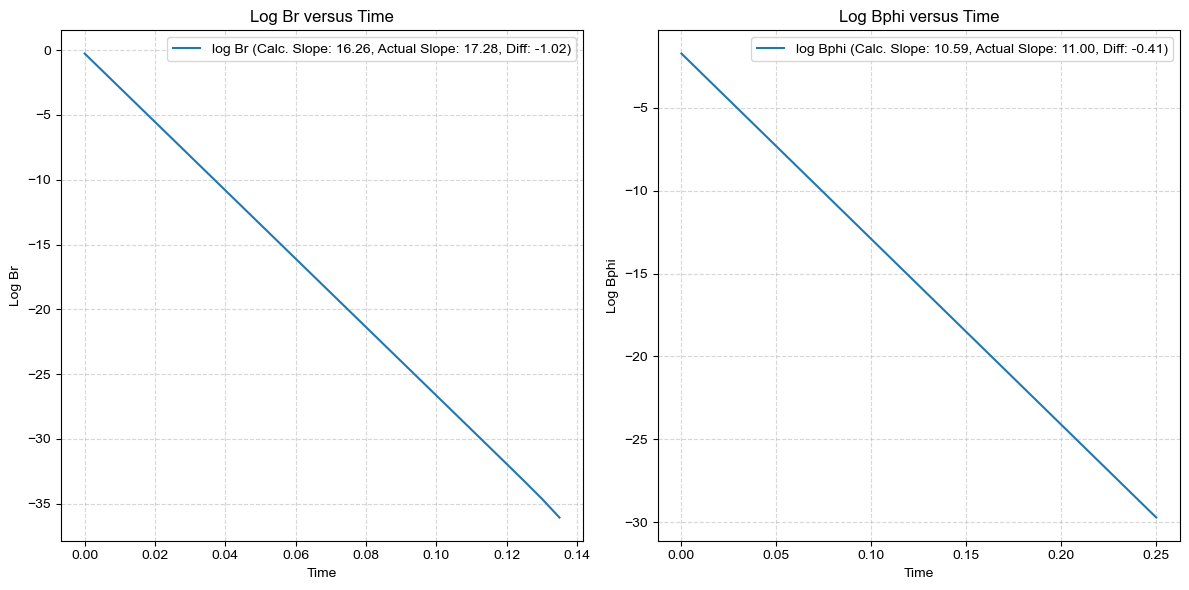 Log Br versus Time
log Br (Calc. Slope: 16.26, Actual Slope: 17.28, Diff: -1.02)
0
−5
−10
−15
−20
−25
−30
−35
Log Br
0.00 0.02 0.04 0.06 0.08 0.10 0.12 0.14
Time
Log Bphi versus Time
log Bphi (Calc. Slope: 10.59, Actual Slope: 11.00, Diff: -0.41)
−5
−10
−15
−20
−25
−30
Log Bphi
0.00 0.05 0.10 0.15 0.20 0.25
Time